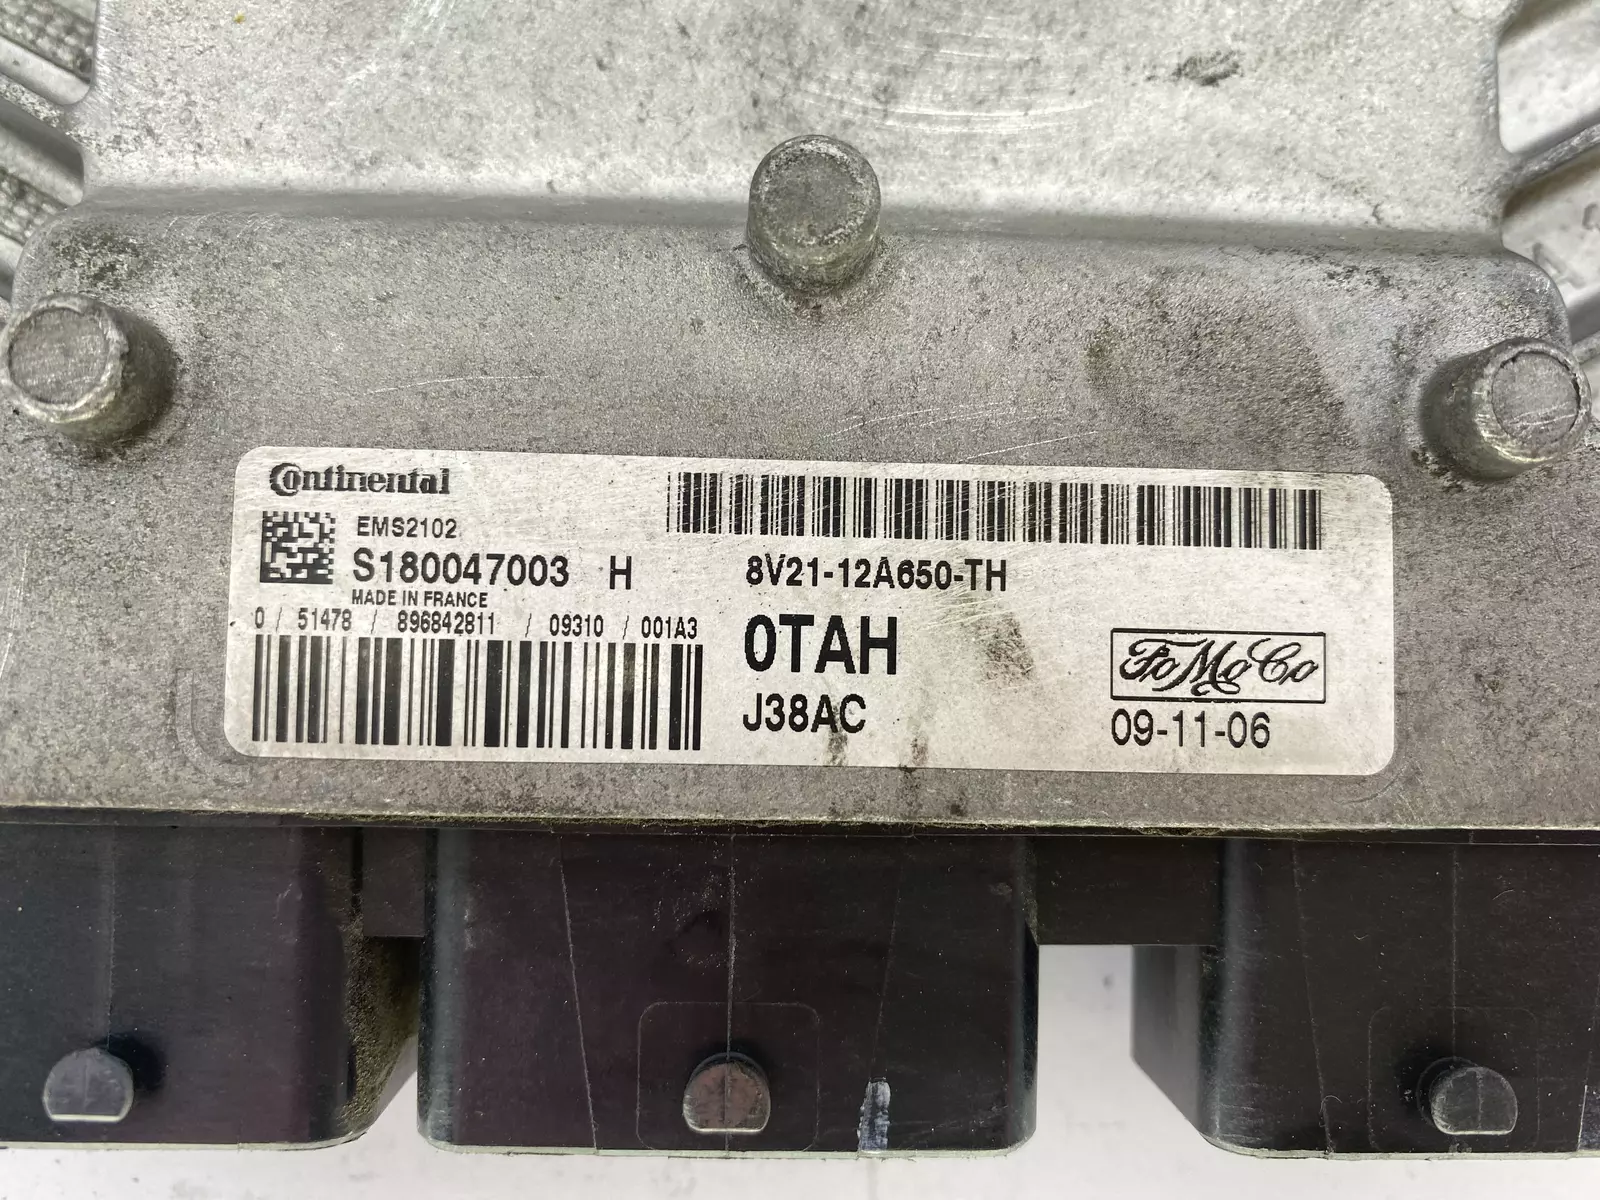 Continental
EMS2102
S180047003 H
MADE IN FRANCE
0 / 51478 / 896842811 / 09310 / 001A3
8V21-12A650-TH
0TAH
J38AC
FoMoCo
09-11-06